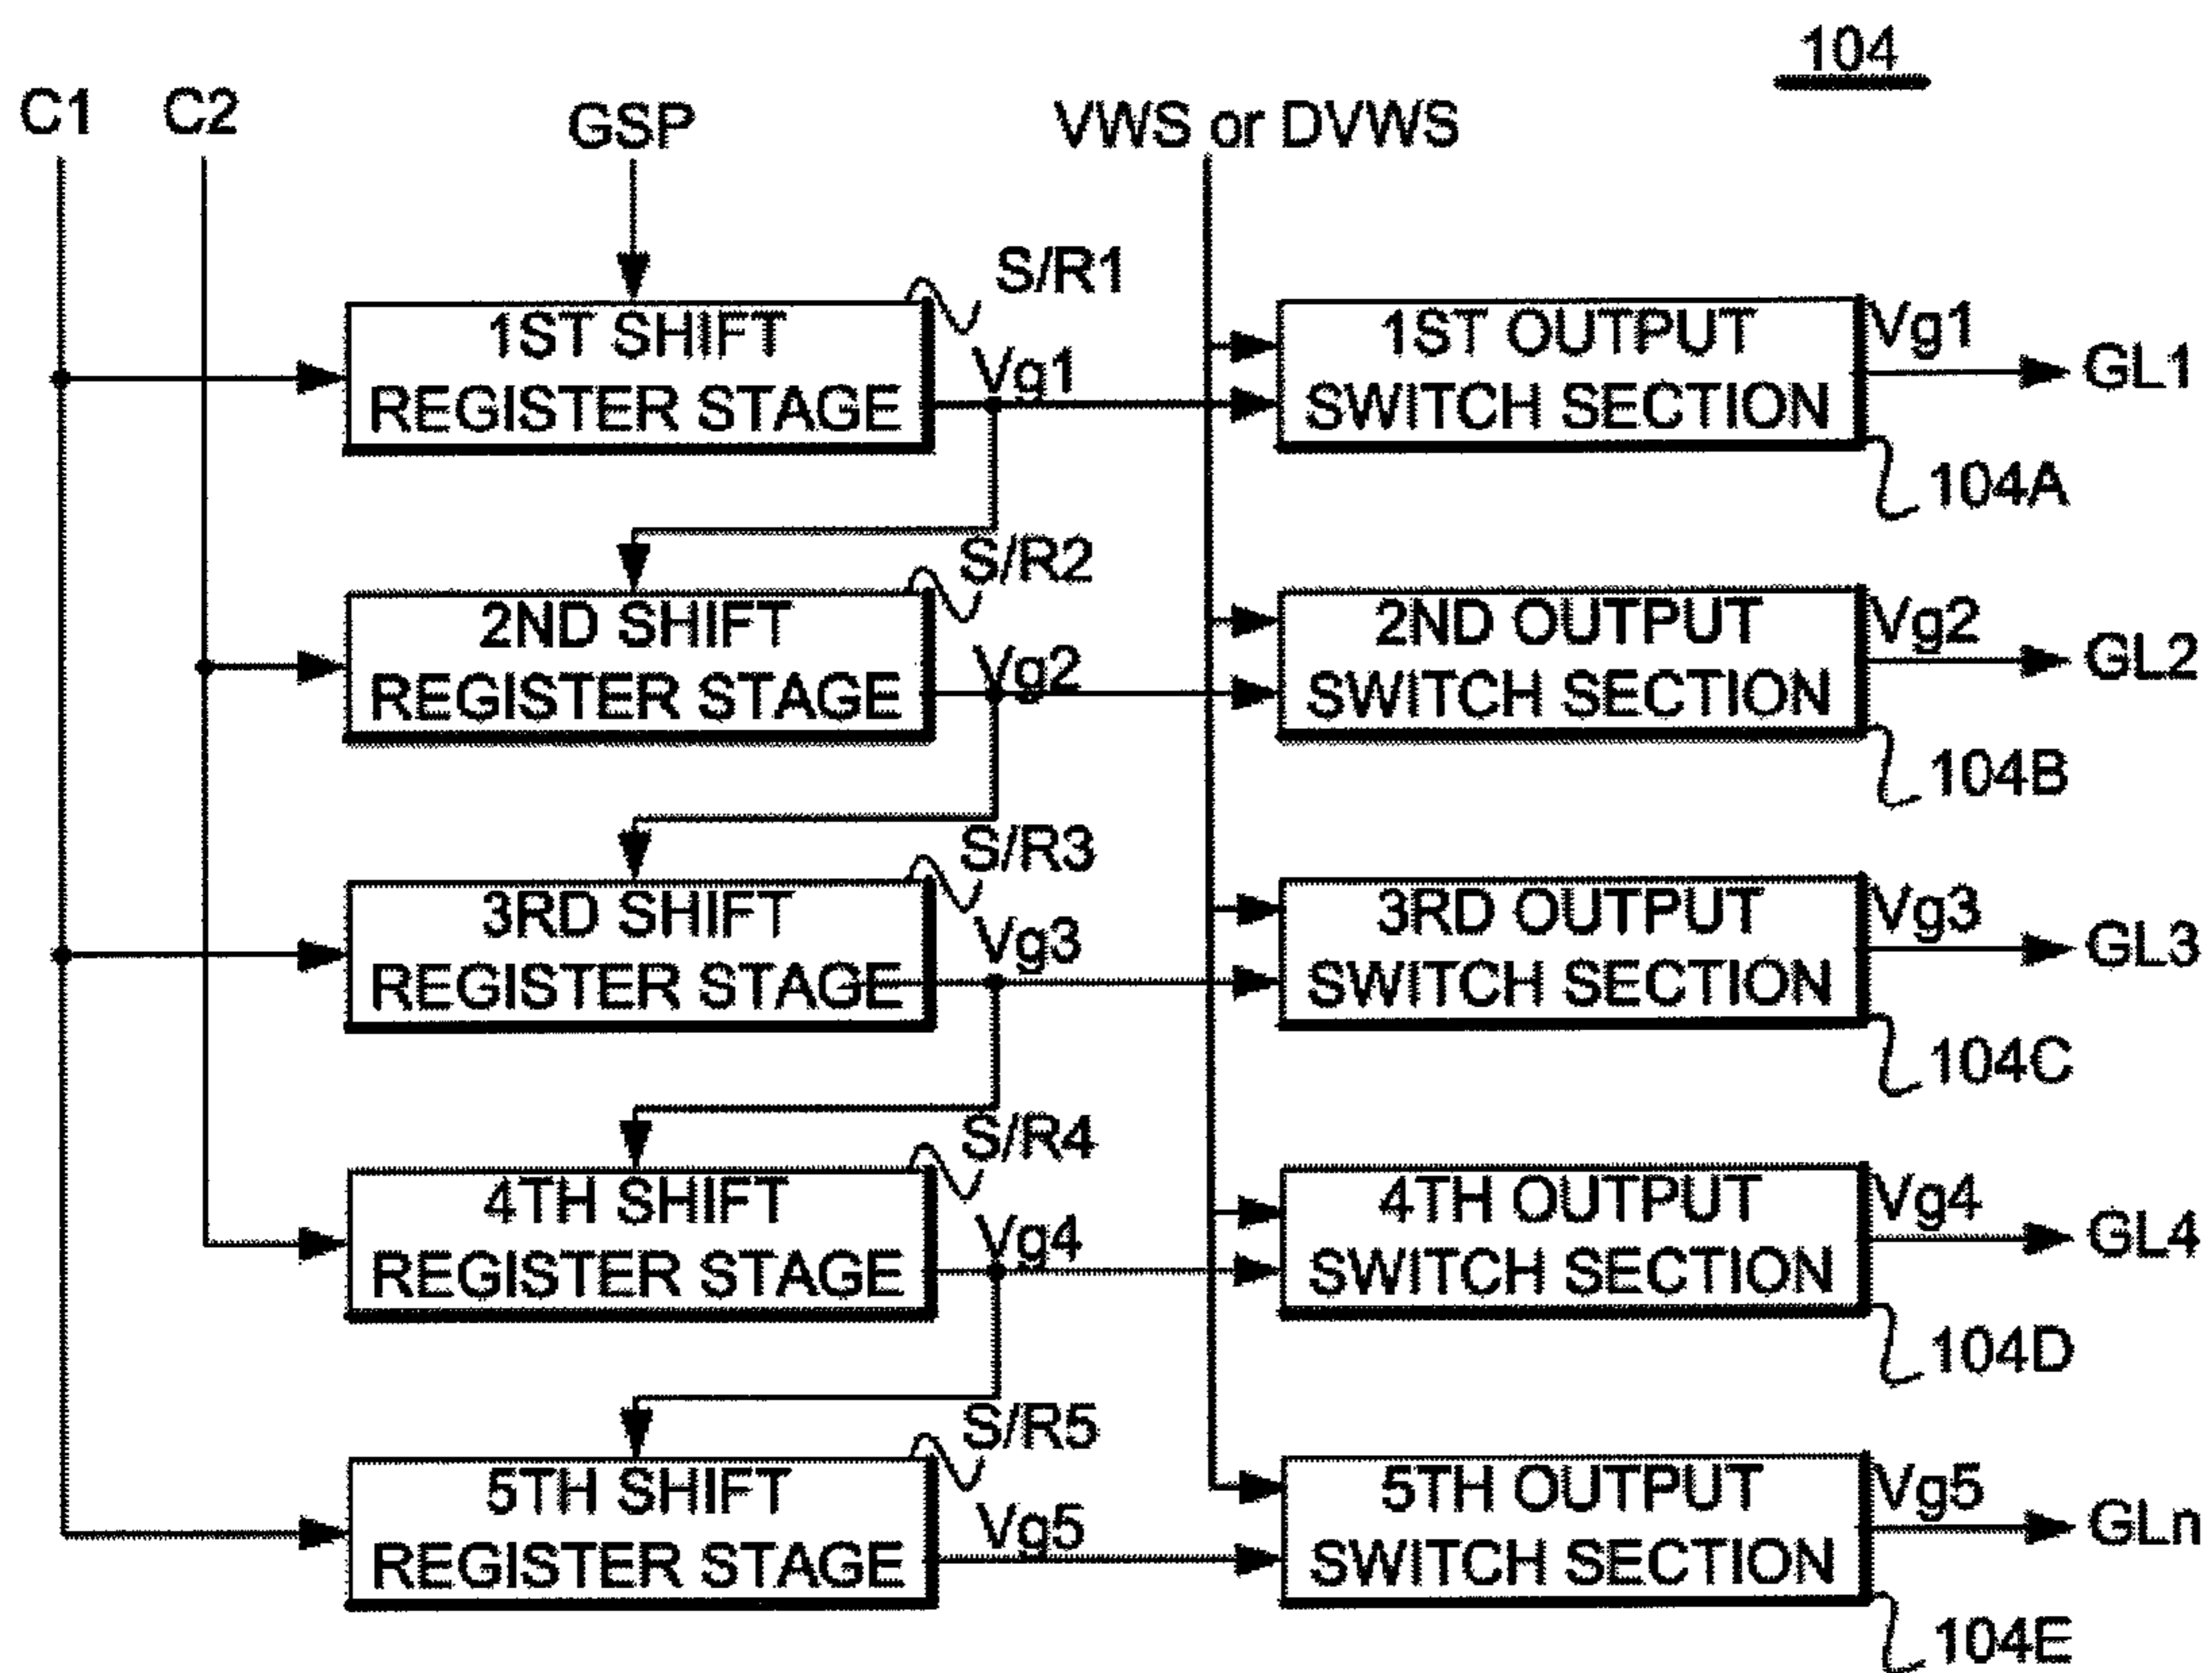 104
C1 C2 GSP VWS or DVWS
S/R1
1ST SHIFT
REGISTER STAGE
Vg1
1ST OUTPUT
SWITCH SECTION
Vg1
GL1
104A
S/R2
2ND SHIFT
REGISTER STAGE
Vg2
2ND OUTPUT
SWITCH SECTION
Vg2
GL2
104B
S/R3
3RD SHIFT
REGISTER STAGE
Vg3
3RD OUTPUT
SWITCH SECTION
Vg3
GL3
104C
S/R4
4TH SHIFT
REGISTER STAGE
Vg4
4TH OUTPUT
SWITCH SECTION
Vg4
GL4
104D
S/R5
5TH SHIFT
REGISTER STAGE
Vg5
5TH OUTPUT
SWITCH SECTION
Vg5
GLn
104E